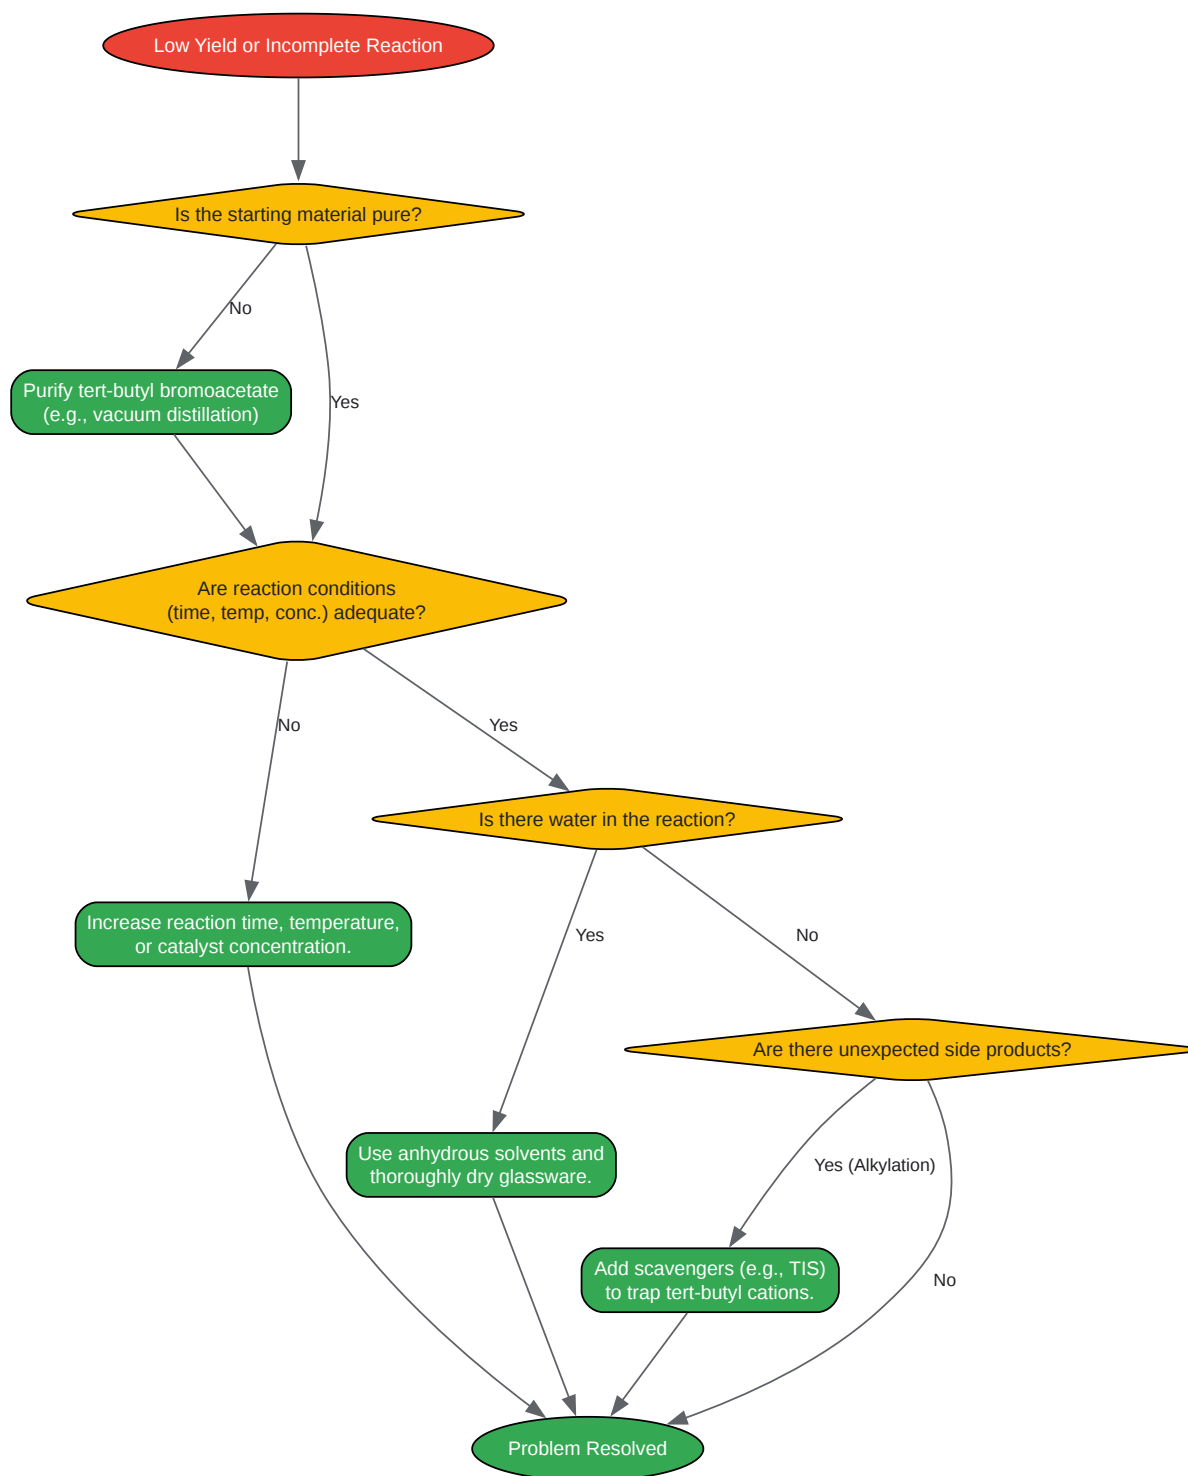 Low Yield or Incomplete Reaction
Is the starting material pure?
No
Purify tert-butyl bromoacetate
(e.g., vacuum distillation)
Yes
Are reaction conditions
(time, temp, conc.) adequate?
No
Yes
Is there water in the reaction?
Increase reaction time, temperature,
or catalyst concentration.
Yes
No
Are there unexpected side products?
Use anhydrous solvents and
thoroughly dry glassware.
Yes (Alkylation)
Add scavengers (e.g., TIS)
to trap tert-butyl cations.
No
Problem Resolved